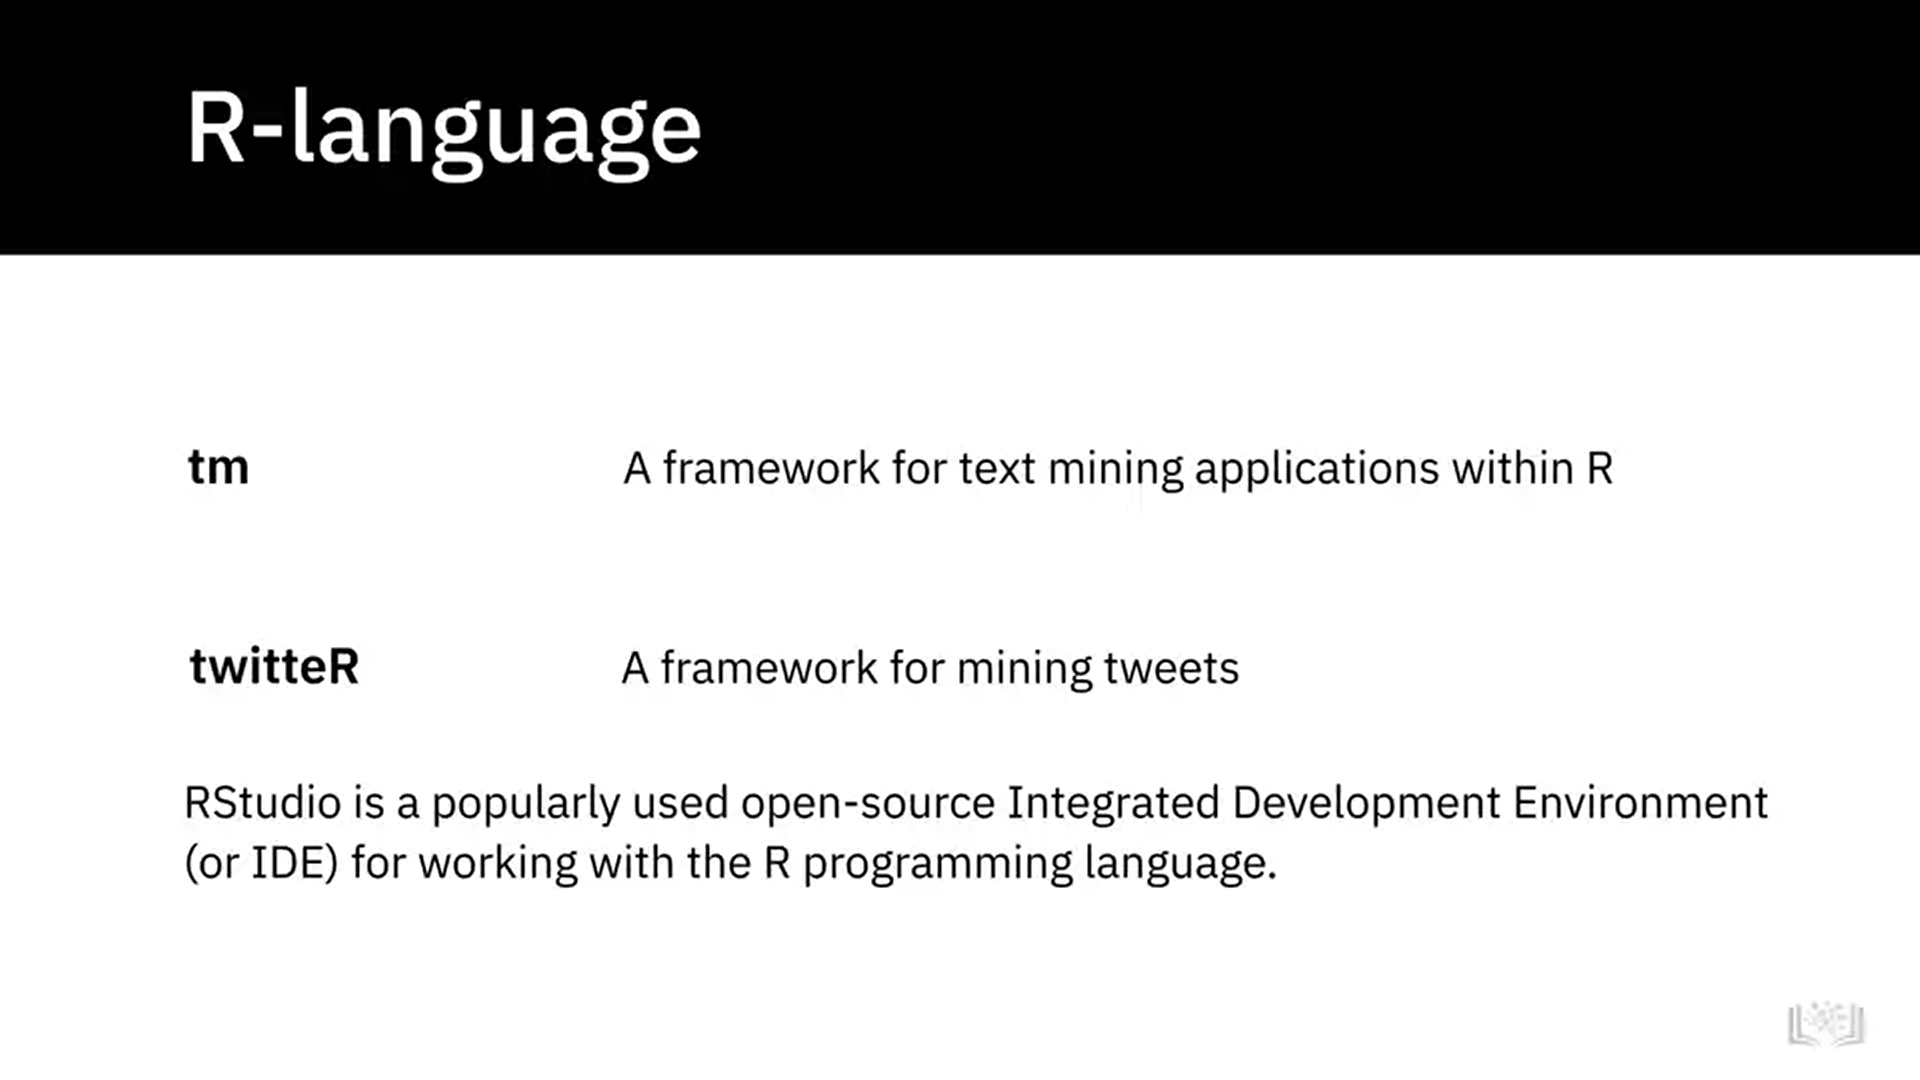 R-language
tm A framework for text mining applications within R
twitteR A framework for mining tweets
RStudio is a popularly used open-source Integrated Development Environment
(or IDE) for working with the R programming language.